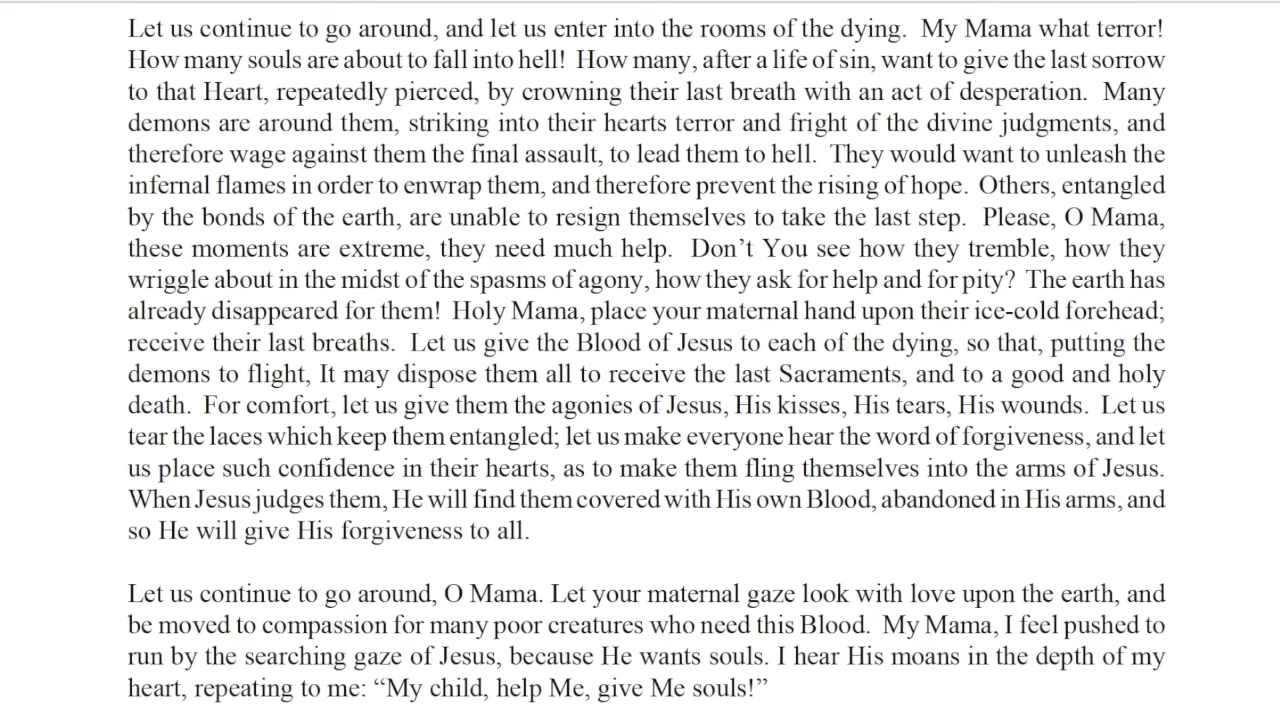 Let us continue to go around, and let us enter into the rooms of the dying.  My Mama what terror!
How many souls are about to fall into hell!  How many, after a life of sin, want to give the last sorrow
to that Heart, repeatedly pierced, by crowning their last breath with an act of desperation.  Many
demons are around them, striking into their hearts terror and fright of the divine judgments, and
therefore wage against them the final assault, to lead them to hell.  They would want to unleash the
infernal flames in order to enwrap them, and therefore prevent the rising of hope.  Others, entangled
by the bonds of the earth, are unable to resign themselves to take the last step.  Please, O Mama,
these moments are extreme, they need much help.  Don’t You see how they tremble, how they
wriggle about in the midst of the spasms of agony, how they ask for help and for pity?  The earth has
already disappeared for them!  Holy Mama, place your maternal hand upon their ice-cold forehead;
receive their last breaths.  Let us give the Blood of Jesus to each of the dying, so that, putting the
demons to flight, It may dispose them all to receive the last Sacraments, and to a good and holy
death.  For comfort, let us give them the agonies of Jesus, His kisses, His tears, His wounds.  Let us
tear the laces which keep them entangled; let us make everyone hear the word of forgiveness, and let
us place such confidence in their hearts, as to make them fling themselves into the arms of Jesus.
When Jesus judges them, He will find them covered with His own Blood, abandoned in His arms, and
so He will give His forgiveness to all.
Let us continue to go around, O Mama. Let your maternal gaze look with love upon the earth, and
be moved to compassion for many poor creatures who need this Blood.  My Mama, I feel pushed to
run by the searching gaze of Jesus, because He wants souls. I hear His moans in the depth of my
heart, repeating to me: “My child, help Me, give Me souls!”